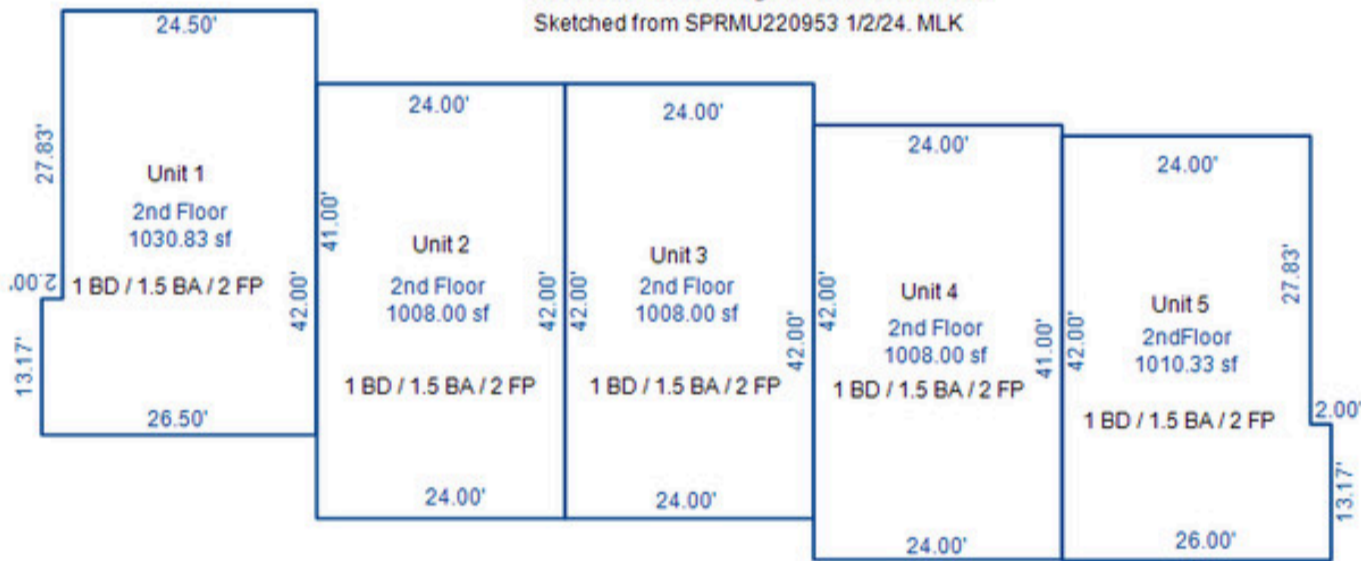 Sketched from SPRMU220953 1/2/24. MLK
24.50'
27.83'
Unit 1
2nd Floor
1030.83 sf
2.00'
1 BD / 1.5 BA / 2 FP
13.17'
26.50'
41.00'
42.00'
24.00'
Unit 2
2nd Floor
1008.00 sf
42.00'
1 BD / 1.5 BA / 2 FP
24.00'
24.00'
Unit 3
2nd Floor
1008.00 sf
42.00'
42.00'
1 BD / 1.5 BA / 2 FP
24.00'
24.00'
42.00'
Unit 4
2nd Floor
1008.00 sf
41.00'
1 BD / 1.5 BA / 2 FP
24.00'
24.00'
27.83'
Unit 5
2ndFloor
1010.33 sf
42.00'
1 BD / 1.5 BA / 2 FP
2.00'
13.17'
26.00'